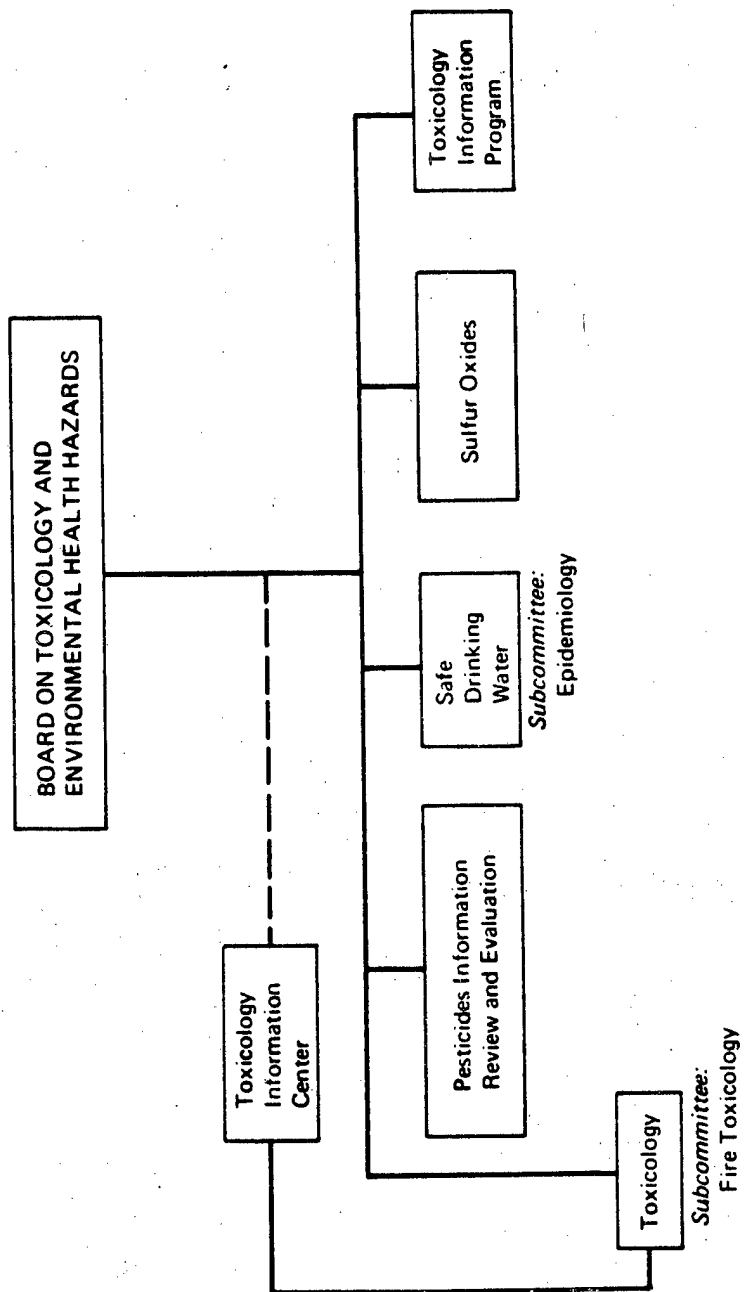 BOARD ON TOXICOLOGY AND
ENVIRONMENTAL HEALTH HAZARDS
Toxicology
Information
Center
Toxicology
Subcommittee:
Fire Toxicology
Pesticides Information
Review and Evaluation
Safe
Drinking
Water
Subcommittee:
Epidemiology
Sulfur Oxides
Toxicology
Information
Program